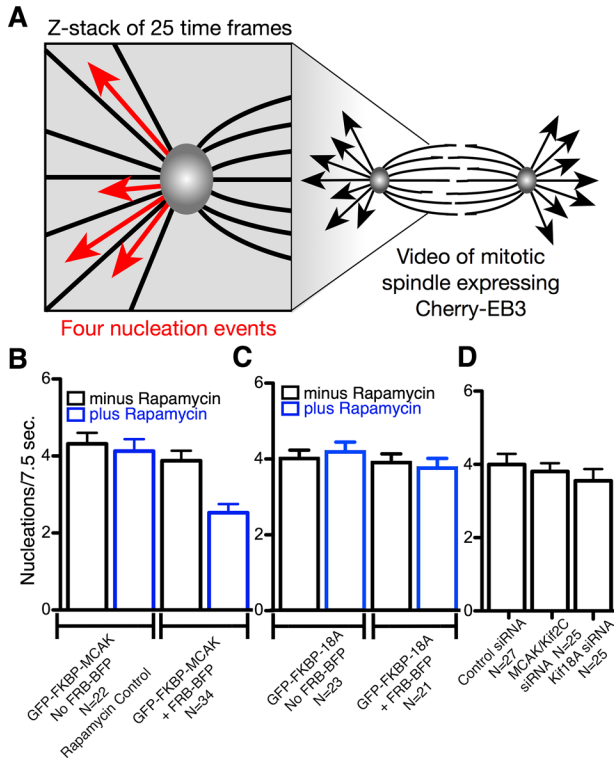 A
Z-stack of 25 time frames
Four nucleation events
Video of mitotic
spindle expressing
Cherry-EB3
B
Nucleations/7.5 sec.
6
4
2
0
minus Rapamycin
plus Rapamycin
GFP-FKBP-MCAK
No FRB-BFP
N=22
Rapamycin Control
GFP-FKBP-MCAK
+ FRB-BFP
N=34
C
6
4
2
0
minus Rapamycin
plus Rapamycin
GFP-FKBP-18A
No FRB-BFP
N=23
GFP-FKBP-18A
+ FRB-BFP
N=21
D
6
4
2
0
Control siRNA
N=27
MCAK/Kif2C
siRNA N=25
Kif18A siRNA
N=25